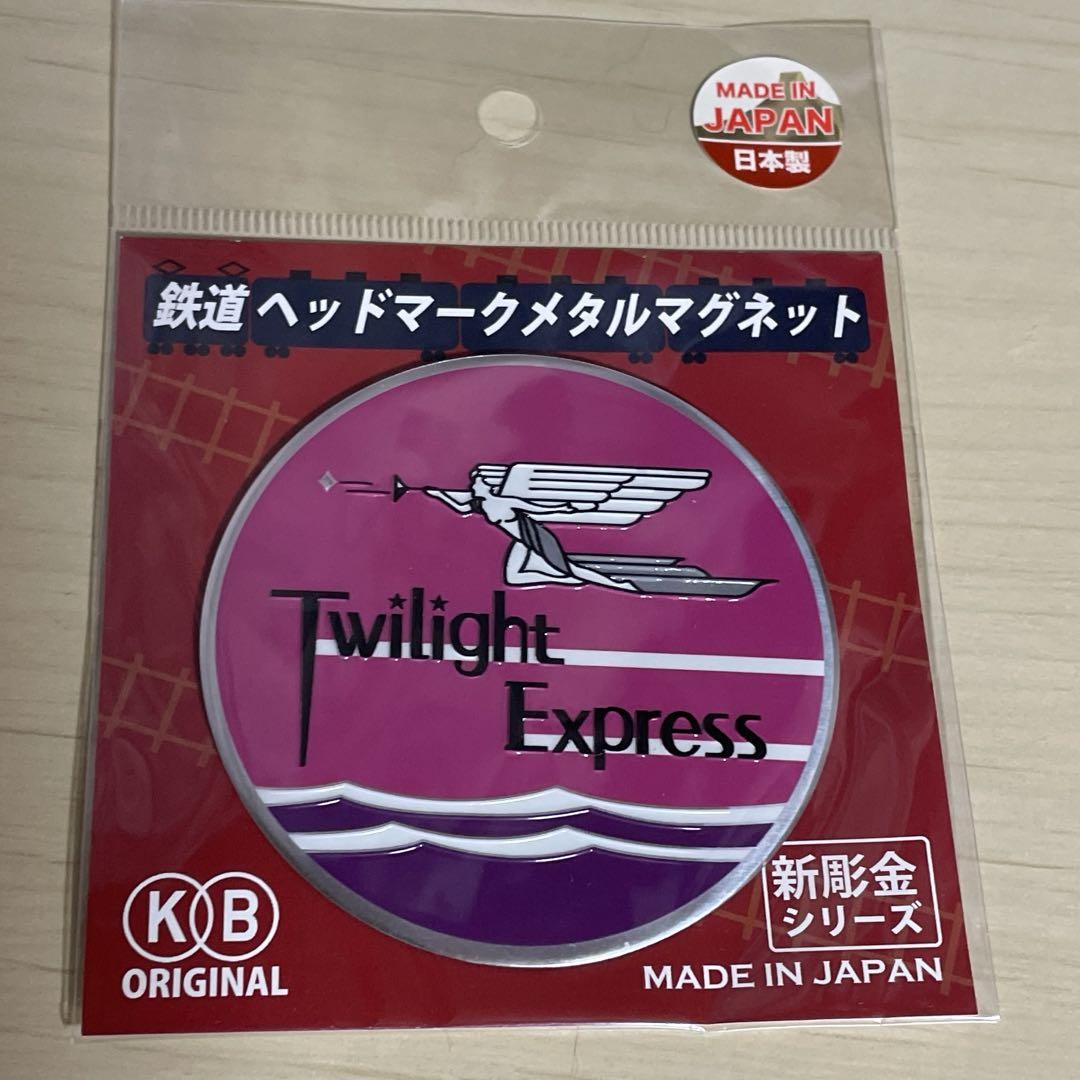 MADE IN
JAPAN
日本製
鉄道 ヘッドマークメタルマグネット
Twilight
Express
KB
ORIGINAL
新彫金
シリーズ
MADE IN JAPAN